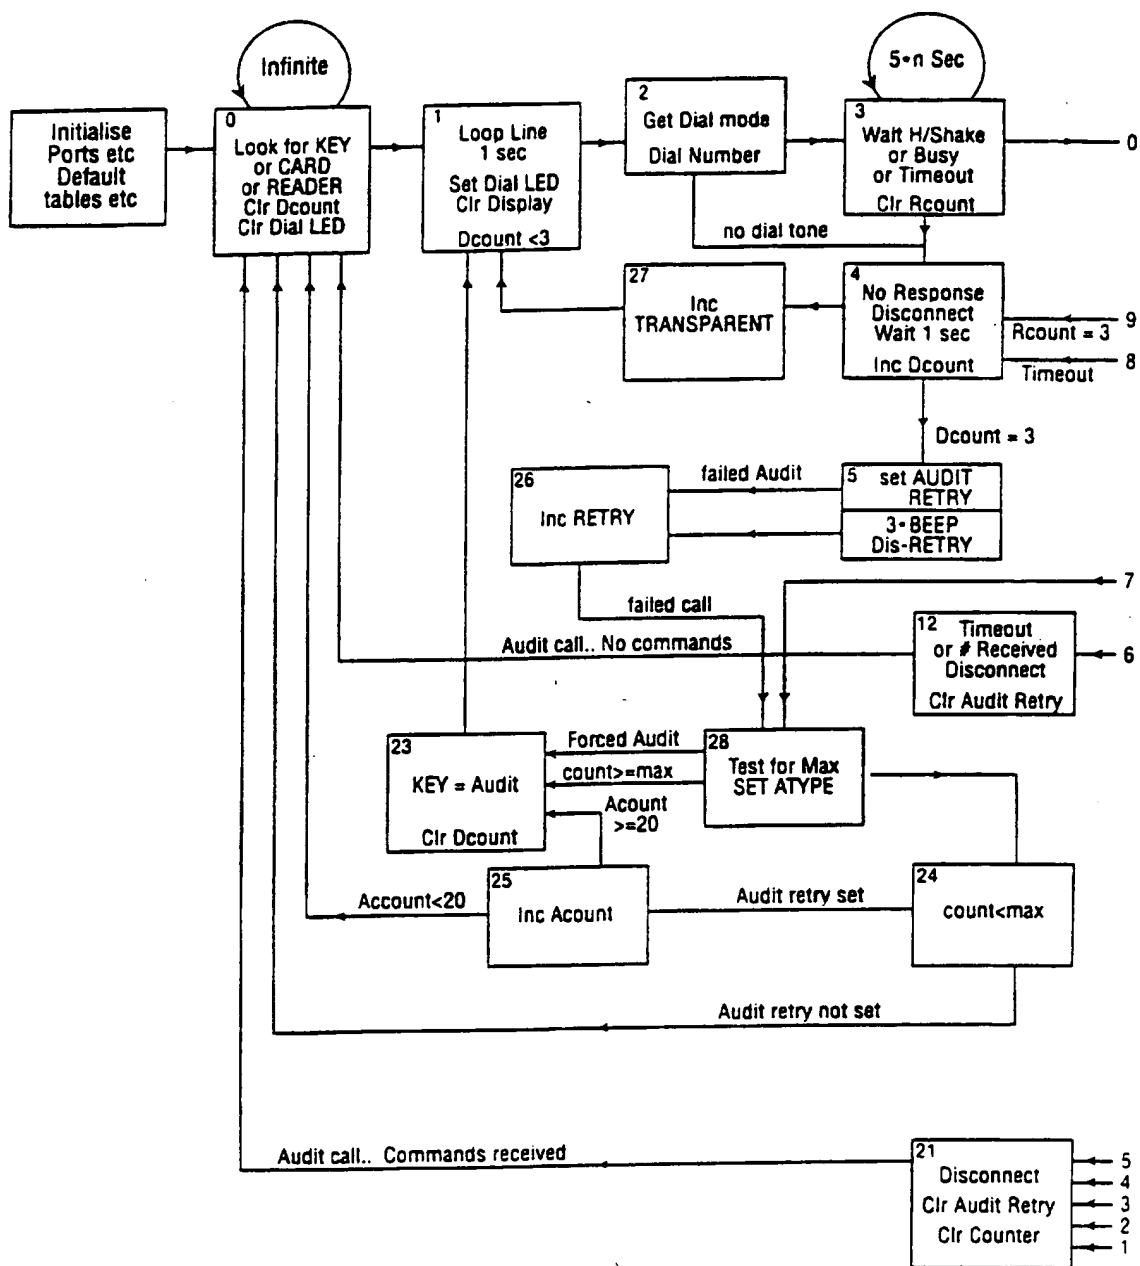 Infinite
5*n Sec
Initialise
Ports etc
Default
tables etc
0
Look for KEY
or CARD
or READER
Clr Dcount
Clr Dial LED
1
Loop Line
1 sec
Set Dial LED
Clr Display
Dcount <3
2
Get Dial mode
Dial Number
3
Wait H/Shake
or Busy
or Timeout
Clr Rcount
0
no dial tone
27
Inc
TRANSPARENT
4
No Response
Disconnect
Wait 1 sec
Inc Dcount
9
Rcount = 3
8
Timeout
Dcount = 3
26
Inc RETRY
failed Audit
5
set AUDIT
RETRY
3*BEEP
Dis-RETRY
7
failed call
Audit call.. No commands
12
Timeout
or # Received
Disconnect
Clr Audit Retry
6
23
KEY = Audit
Clr Dcount
Forced Audit
count>=max
Acount
>=20
28
Test for Max
SET ATYPE
Account<20
25
Inc Acount
Audit retry set
24
count<max
Audit retry not set
Audit call.. Commands received
21
Disconnect
Clr Audit Retry
Clr Counter
5
4
3
2
1